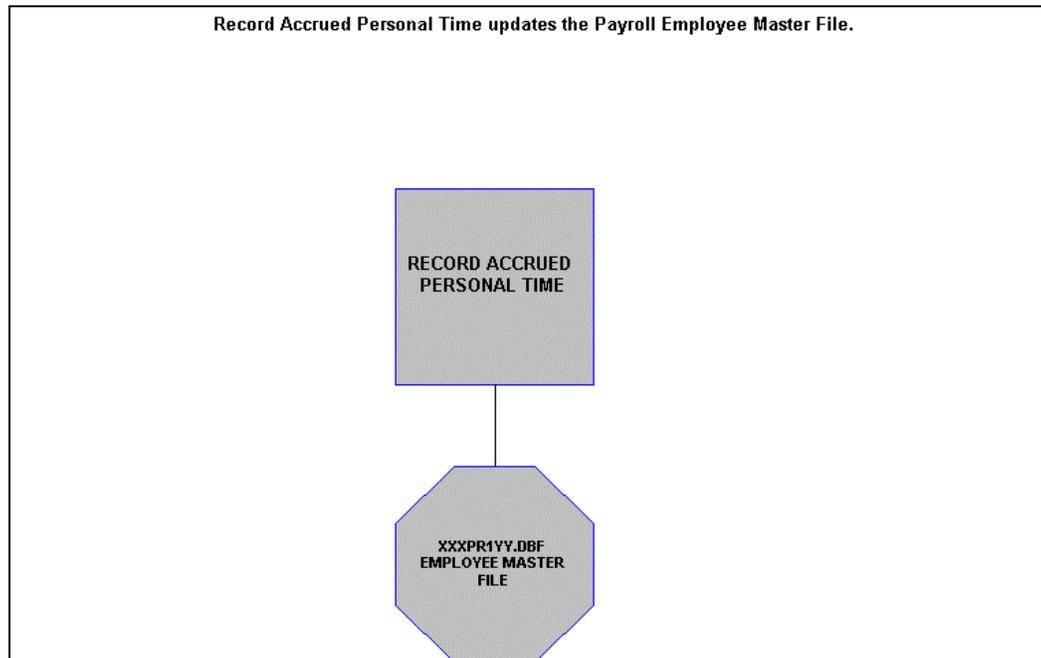 Record Accrued Personal Time updates the Payroll Employee Master File.
RECORD ACCRUED
PERSONAL TIME
XXXPR1YY.DBF
EMPLOYEE MASTER
FILE